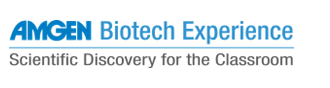 AMGEN Biotech Experience
Scientific Discovery for the Classroom